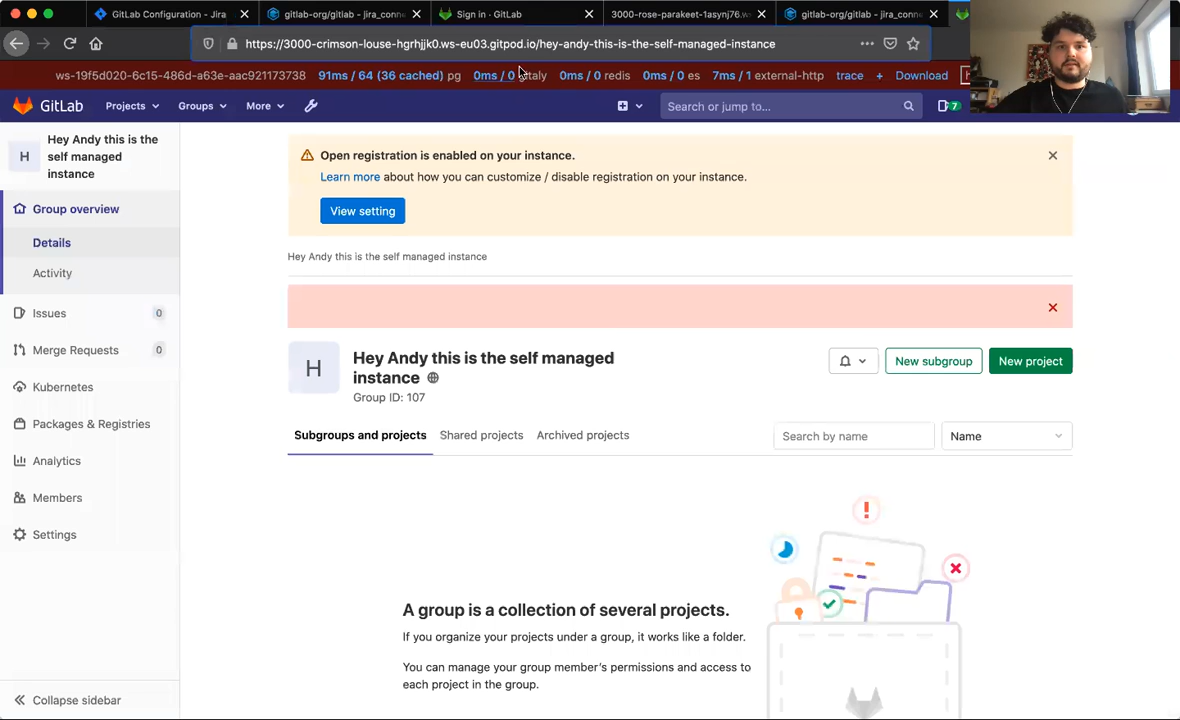 GitLab Configuration - Jira
gitlab-org/gitlab - jira_conne
Sign in · GitLab
3000-rose-parakeet-1asynj76.w
gitlab-org/gitlab - jira_conne
https://3000-crimson-louse-hgrhjjk0.ws-eu03.gitpod.io/hey-andy-this-is-the-self-managed-instance
ws-19f5d020-6c15-486d-a63e-aac921173738 91ms / 64 (36 cached) pg 0ms / 0 0ms / 0 redis 0ms / 0 es 7ms / 1 external-http trace + Download
GitLab Projects Groups More Search or jump to... 7
H
Hey Andy this is the
self managed
instance
Group overview
Details
Activity
Issues 0
Merge Requests 0
Kubernetes
Packages & Registries
Analytics
Members
Settings
Collapse sidebar
Open registration is enabled on your instance.
Learn more about how you can customize / disable registration on your instance.
View setting
Hey Andy this is the self managed instance
H
Hey Andy this is the self managed
instance
Group ID: 107
New subgroup
New project
Subgroups and projects Shared projects Archived projects
Search by name
Name
A group is a collection of several projects.
If you organize your projects under a group, it works like a folder.
You can manage your group member's permissions and access to
each project in the group.